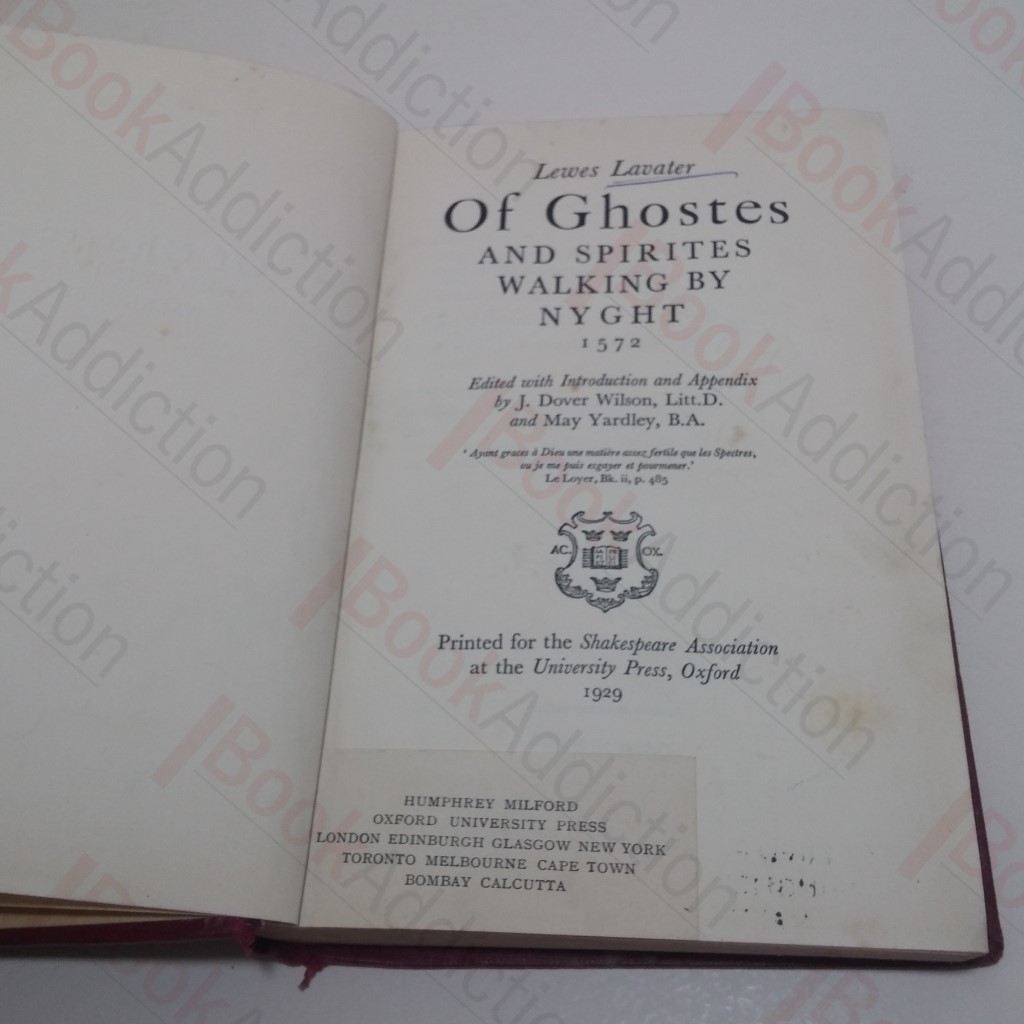 Lewes Lavater
Of Ghostes
AND SPIRITES
WALKING BY
NYGHT
1572
Edited with Introduction and Appendix
by J. Dover Wilson, Litt.D.
and May Yardley, B.A.
‘ Ayant graces à Dieu une matière assez fertile que les Spectres,
ou je me puis esgayer et pourmener.’
Le Loyer, Bk. ii, p. 485
AC. OX.
Printed for the Shakespeare Association
at the University Press, Oxford
1929
HUMPHREY MILFORD
OXFORD UNIVERSITY PRESS
LONDON EDINBURGH GLASGOW NEW YORK
TORONTO MELBOURNE CAPE TOWN
BOMBAY CALCUTTA
BookAddiction